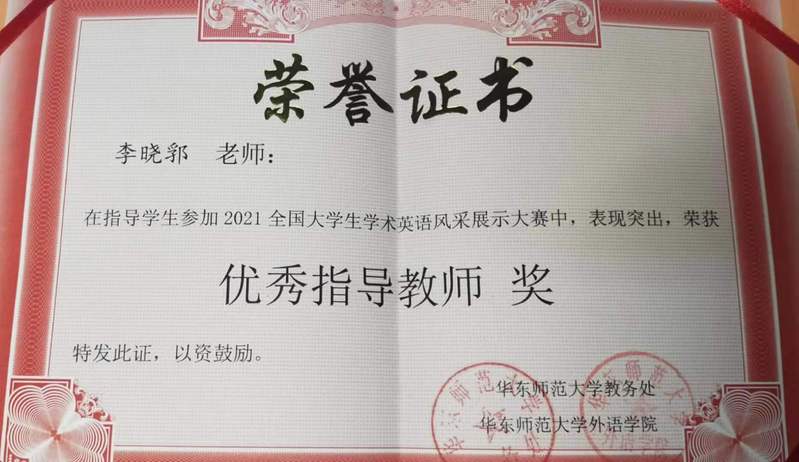 荣誉证书
李晓郛 老师：
在指导学生参加 2021 全国大学生学术英语风采展示大赛中，表现突出，荣获
优秀指导教师 奖
特发此证，以资鼓励。
华东师范大学教务处
华东师范大学外语学院